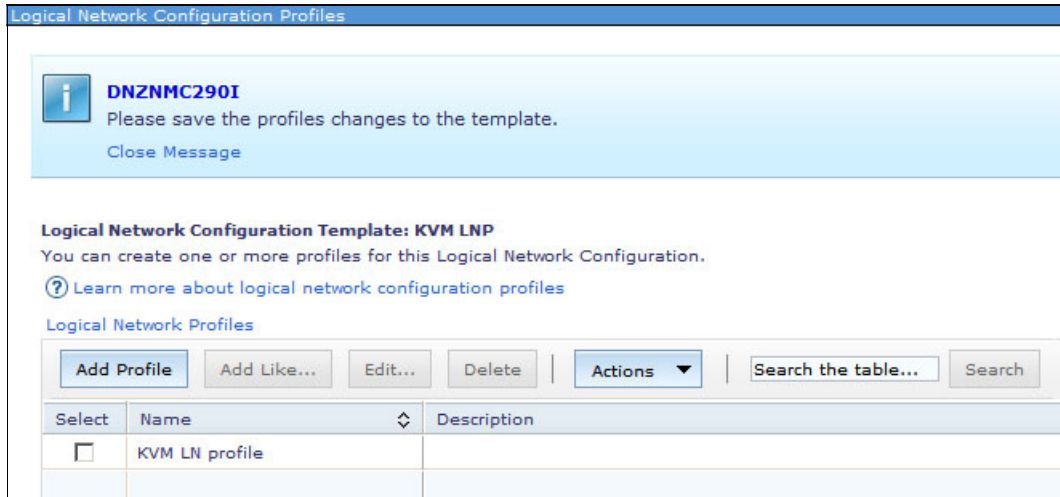 Logical Network Configuration Profiles
DNZNMC290I
Please save the profiles changes to the template.
Close Message
Logical Network Configuration Template: KVM LNP
You can create one or more profiles for this Logical Network Configuration.
? Learn more about logical network configuration profiles
Logical Network Profiles
Add Profile Add Like... Edit... Delete Actions Search the table... Search
Select Name Description
KVM LN profile